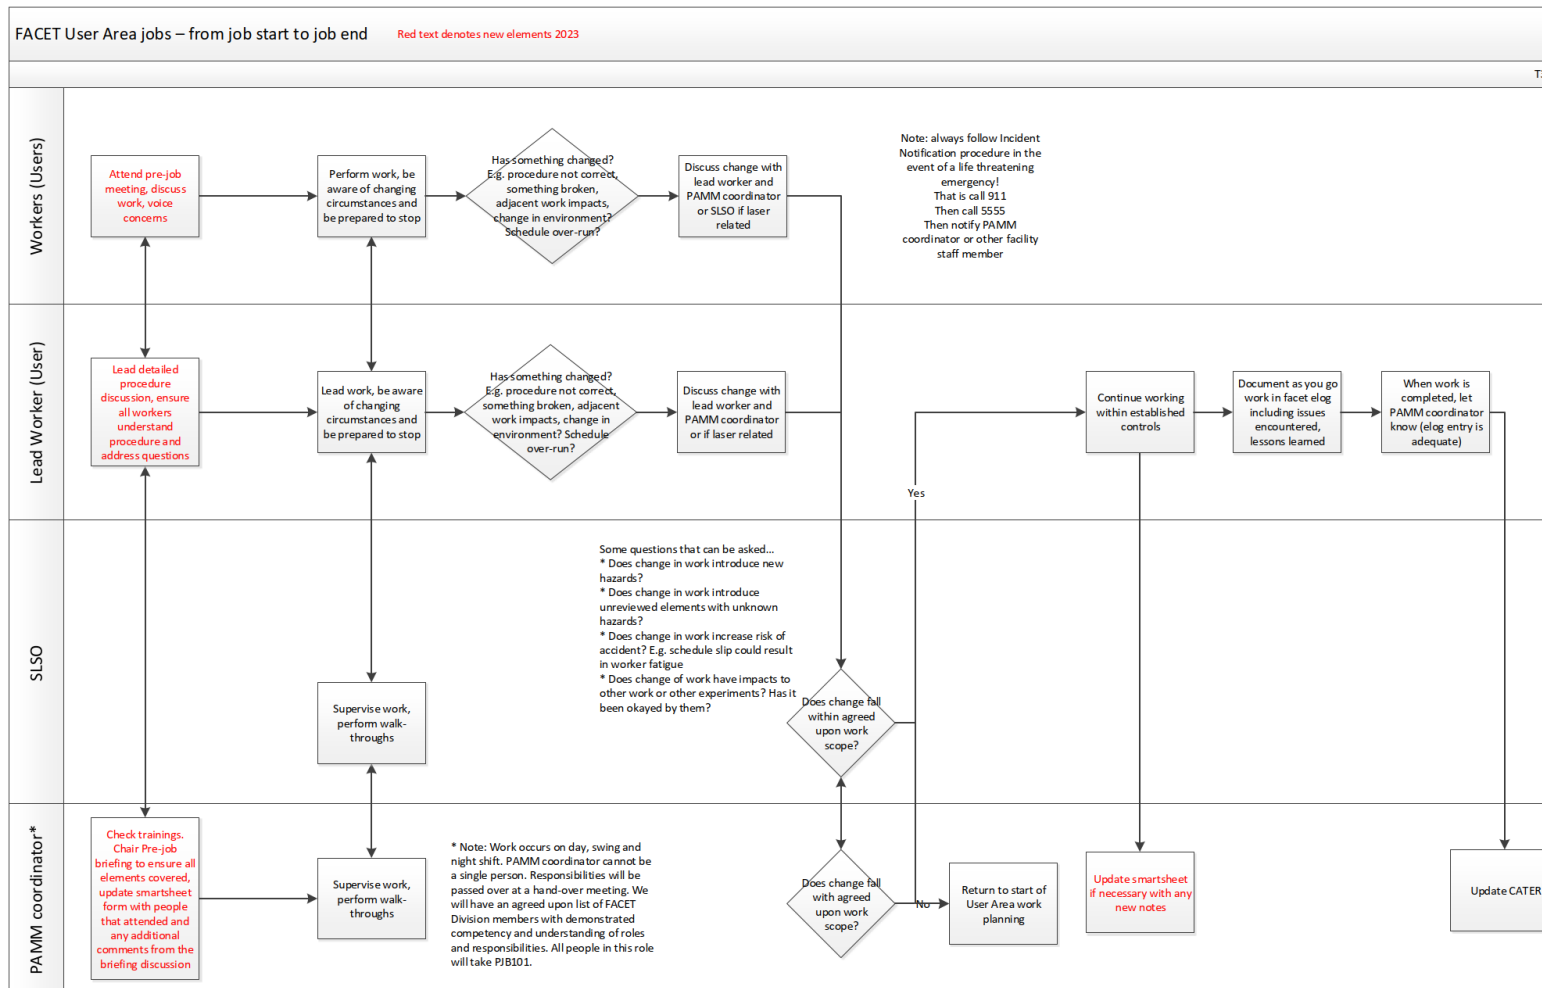 FACET User Area jobs – from job start to job end
Red text denotes new elements 2023
Workers (Users)
Attend pre-job
meeting, discuss
work, voice
concerns
Perform work, be
aware of changing
circumstances and
be prepared to stop
Has something changed?
E.g. procedure not correct,
something broken,
adjacent work impacts,
change in environment?
Schedule over-run?
Discuss change with
lead worker and
PAMM coordinator
or SLSO if laser
related
Note: always follow Incident
Notification procedure in the
event of a life threatening
emergency!
That is call 911
Then call 5555
Then notify PAMM
coordinator or other facility
staff member
Lead Worker (User)
Lead detailed
procedure
discussion, ensure
all workers
understand
procedure and
address questions
Lead work, be aware
of changing
circumstances and
be prepared to stop
Has something changed?
E.g. procedure not correct,
something broken, adjacent
work impacts, change in
environment? Schedule
over-run?
Discuss change with
lead worker and
PAMM coordinator
or if laser related
Continue working
within established
controls
Document as you go
work in facet elog
including issues
encountered,
lessons learned
When work is
completed, let
PAMM coordinator
know (elog entry is
adequate)
Yes
SLSO
Some questions that can be asked...
* Does change in work introduce new
hazards?
* Does change in work introduce
unreviewed elements with unknown
hazards?
* Does change in work increase risk of
accident? E.g. schedule slip could result
in worker fatigue
* Does change of work have impacts to
other work or other experiments? Has it
been okayed by them?
Supervise work,
perform walk-
throughs
Does change fall
within agreed
upon work
scope?
PAMM coordinator*
Check trainings.
Chair Pre-job
briefing to ensure all
elements covered,
update smartsheet
form with people
that attended and
any additional
comments from the
briefing discussion
Supervise work,
perform walk-
throughs
* Note: Work occurs on day, swing and
night shift. PAMM coordinator cannot be
a single person. Responsibilities will be
passed over at a hand-over meeting. We
will have an agreed upon list of FACET
Division members with demonstrated
competency and understanding of roles
and responsibilities. All people in this role
will take PJB101.
Does change fall
with agreed
upon work
scope?
No
Return to start of
User Area work
planning
Update smartsheet
if necessary with any
new notes
Update CATER